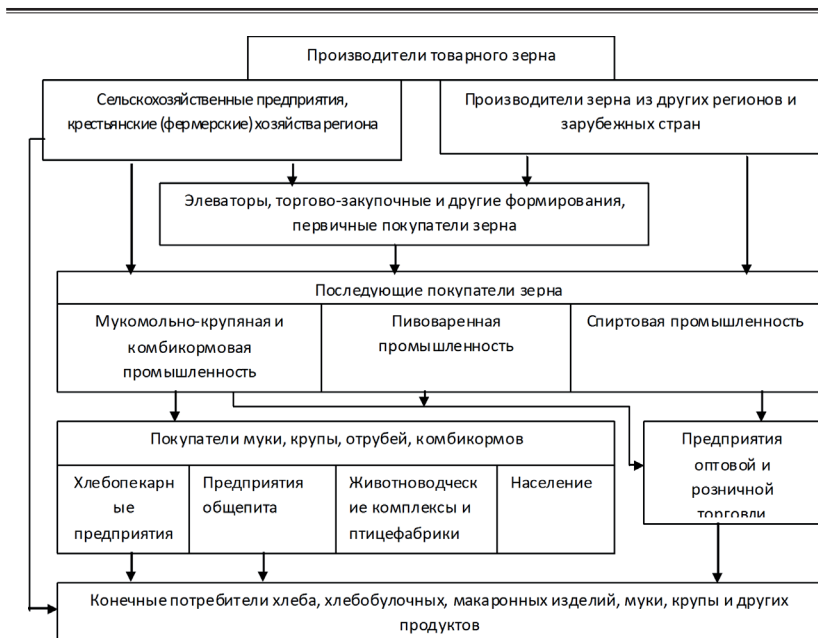 Производители товарного зерна
Сельскохозяйственные предприятия,
крестьянские (фермерские) хозяйства региона
Производители зерна из других регионов и
зарубежных стран
Элеваторы, торгово-закупочные и другие формирования,
первичные покупатели зерна
Последующие покупатели зерна
Мукомольно-крупяная и
комбикормовая
промышленность
Пивоваренная
промышленность
Спиртовая промышленность
Покупатели муки, крупы, отрубей, комбикормов
Хлебопекарн
ые
предприятия
Предприятия
общепита
Животноводческ
ие комплексы и
птицефабрики
Население
Предприятия
оптовой и
розничной
торговли
Конечные потребители хлеба, хлебобулочных, макаронных изделий, муки, крупы и других
продуктов